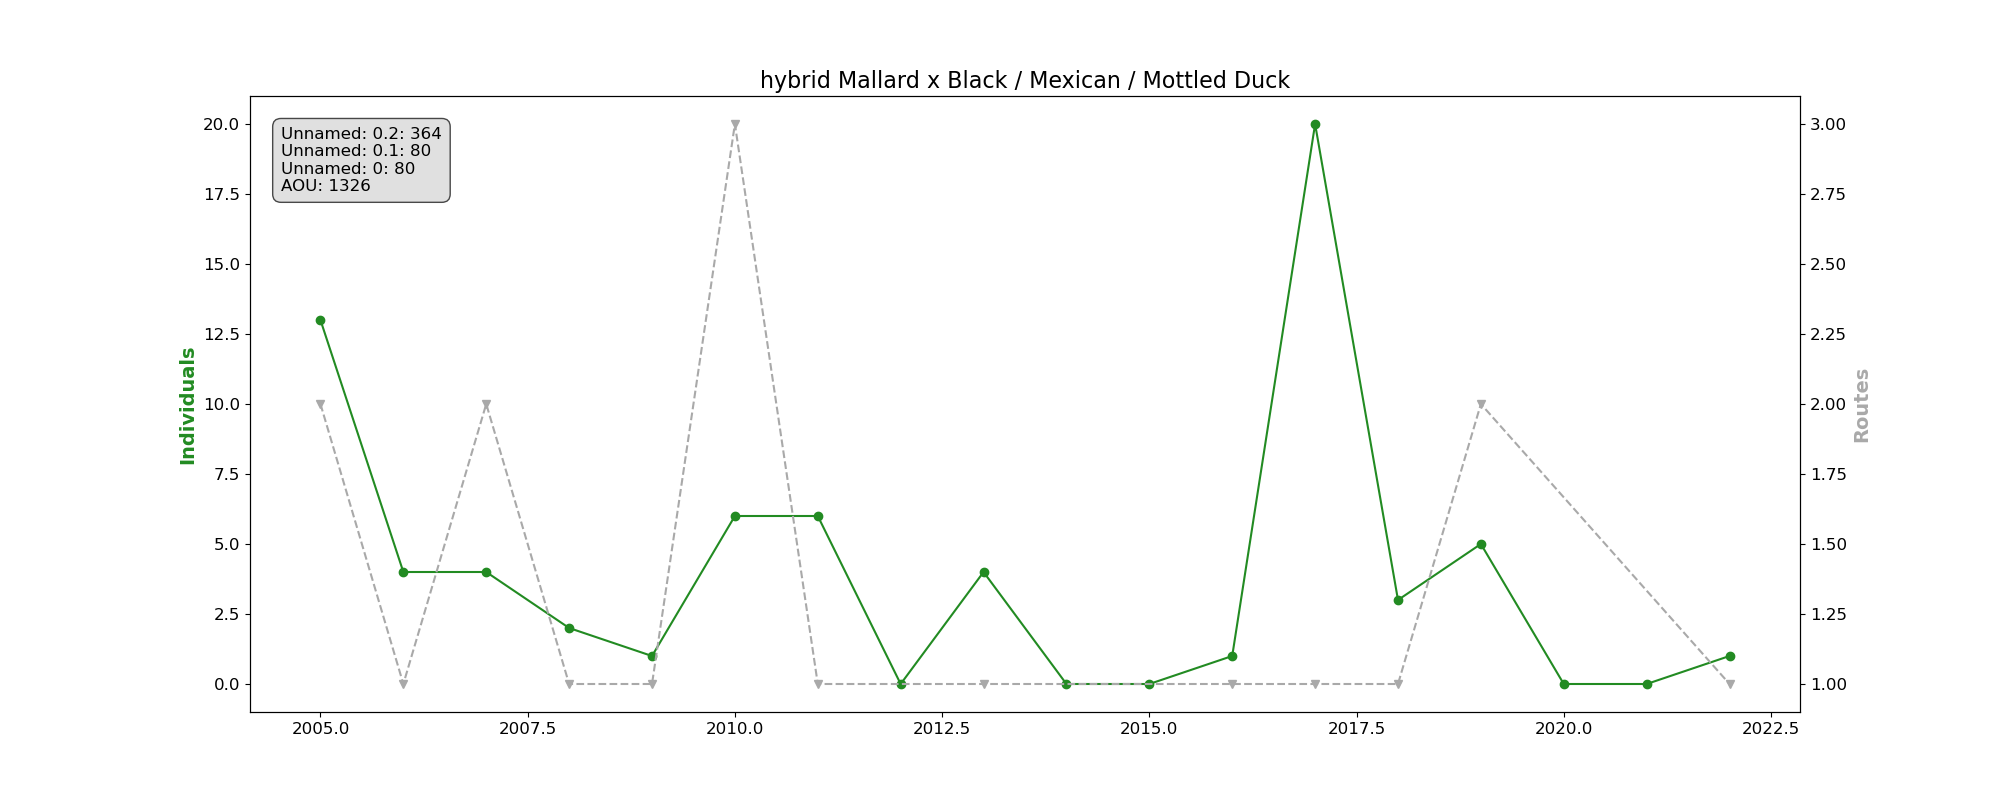 hybrid Mallard x Black / Mexican / Mottled Duck
Unnamed: 0.2: 364
Unnamed: 0.1: 80
Unnamed: 0: 80
AOU: 1326
Individuals
20.0
17.5
15.0
12.5
10.0
7.5
5.0
2.5
0.0
3.00
2.75
2.50
2.25
2.00
1.75
1.50
1.25
1.00
Routes
2005.0 2007.5 2010.0 2012.5 2015.0 2017.5 2020.0 2022.5